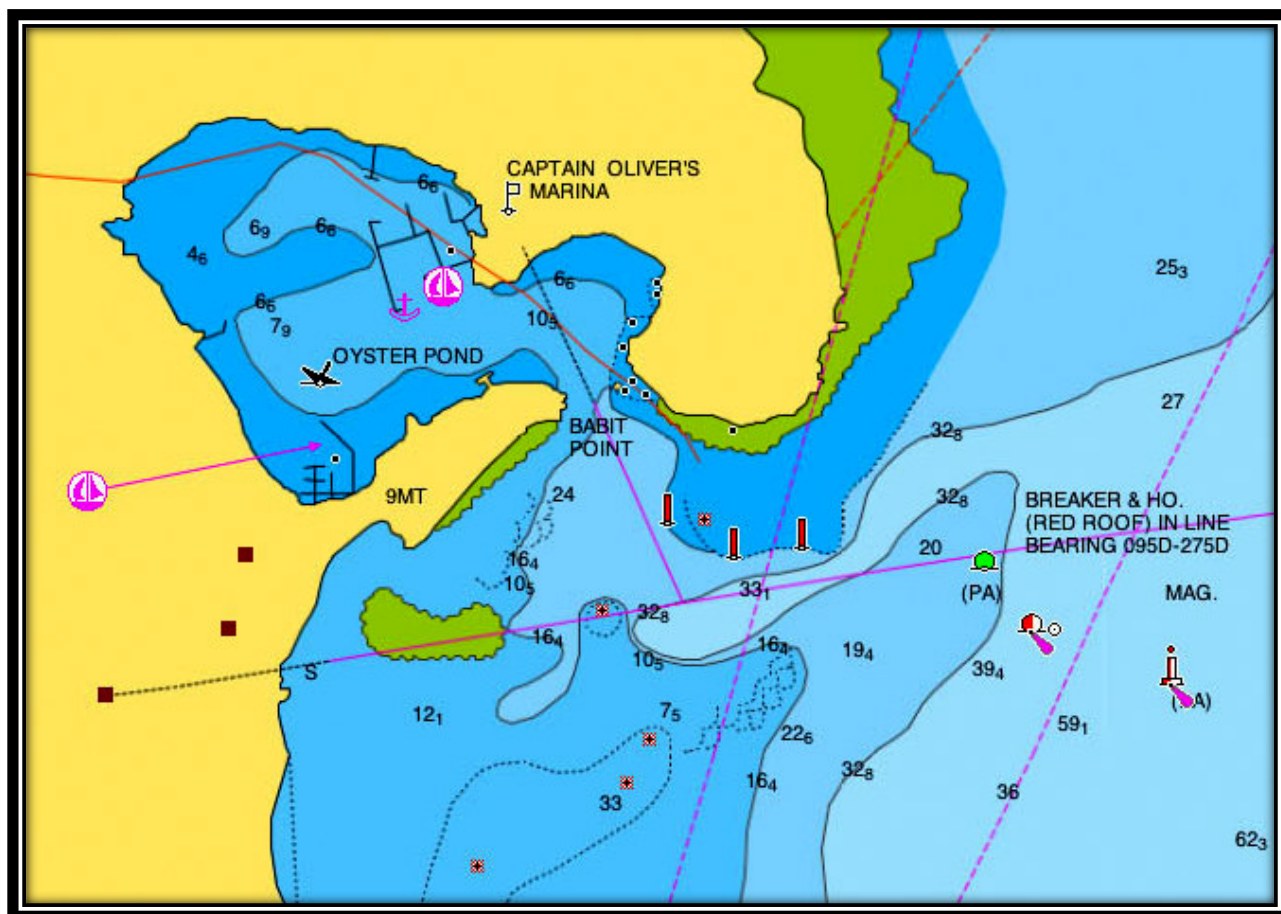 CAPTAIN OLIVER'S
MARINA
6₆
6₉
6₆
4₆
25₃
6₆
6₆
10₅
7₉
OYSTER POND
27
BABIT
POINT
32₈
9MT
24
32₈
BREAKER & HO.
(RED ROOF) IN LINE
BEARING 095D-275D
20
16₄
10₅
33₁
(PA)
MAG.
32₈
16₄
16₄
19₄
10₅
39₄
S
12₁
7₅
59₁
22₆
16₄
32₈
33
36
62₃